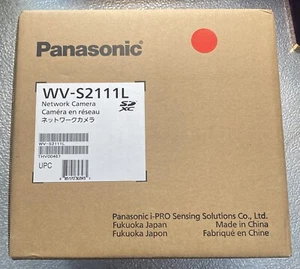 Panasonic
WV-S2111L
Network Camera
Caméra en réseau
ネットワークカメラ
SD
XC
WV-S2111L
UPC
Panasonic i-PRO Sensing Solutions Co., Ltd.
Fukuoka Japan Made in China
Fukuoka Japon Fabriqué en Chine